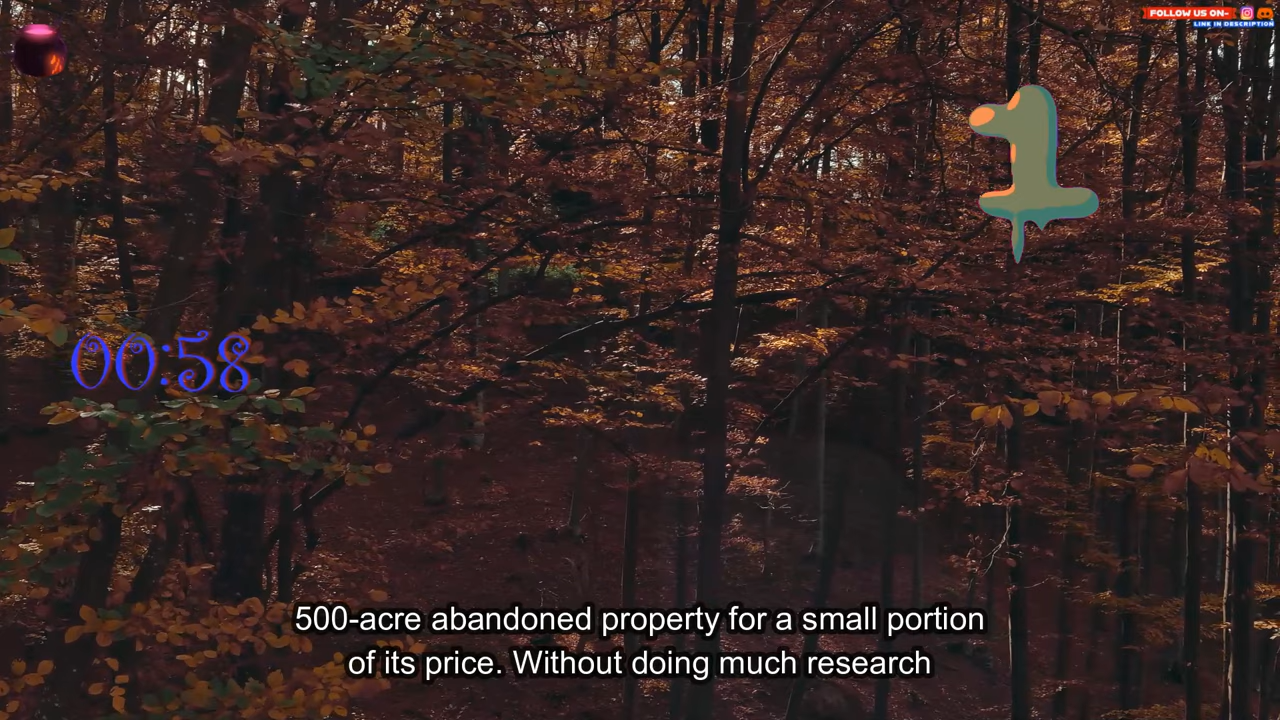 FOLLOW US ON-
LINK IN DESCRIPTION
1
00:58
500-acre abandoned property for a small portion
of its price. Without doing much research